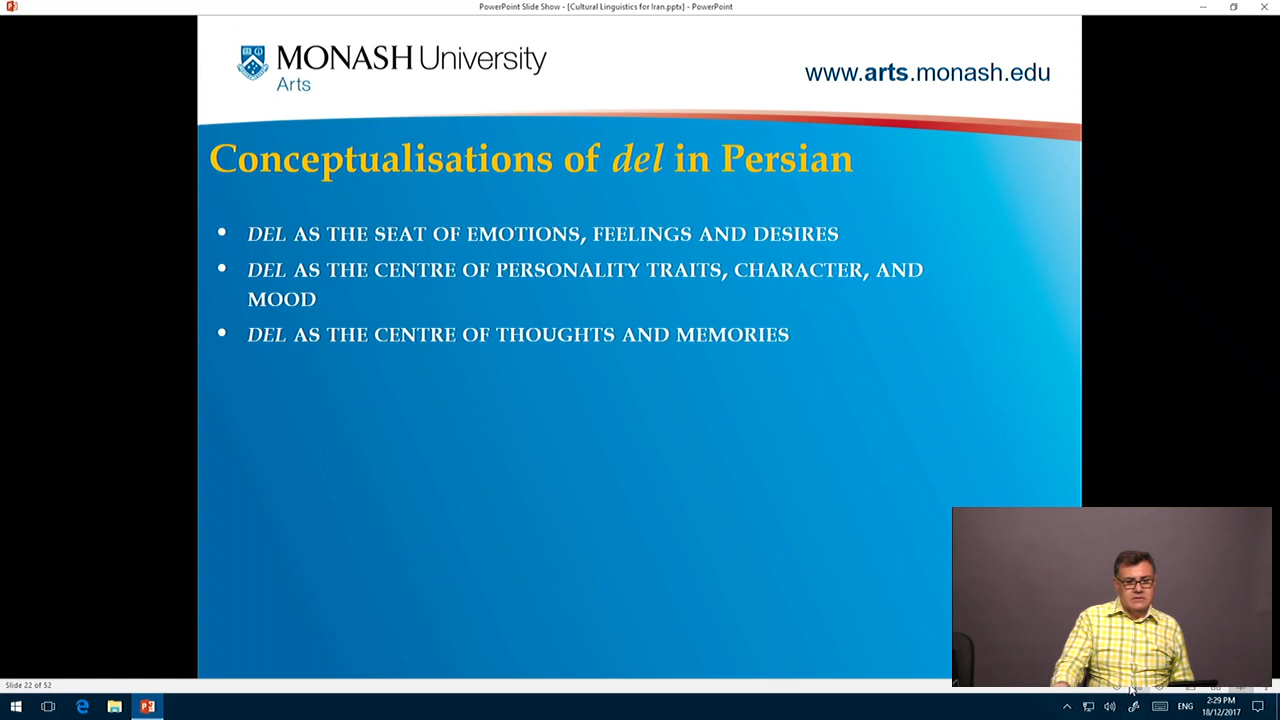 PowerPoint Slide Show - [Cultural Linguistics for Iran.pptx] - PowerPoint
MONASH University
Arts
www.arts.monash.edu
Conceptualisations of del in Persian
• DEL AS THE SEAT OF EMOTIONS, FEELINGS AND DESIRES
• DEL AS THE CENTRE OF PERSONALITY TRAITS, CHARACTER, AND
MOOD
• DEL AS THE CENTRE OF THOUGHTS AND MEMORIES
Slide 22 of 52
ENG
2:29 PM
18/12/2017